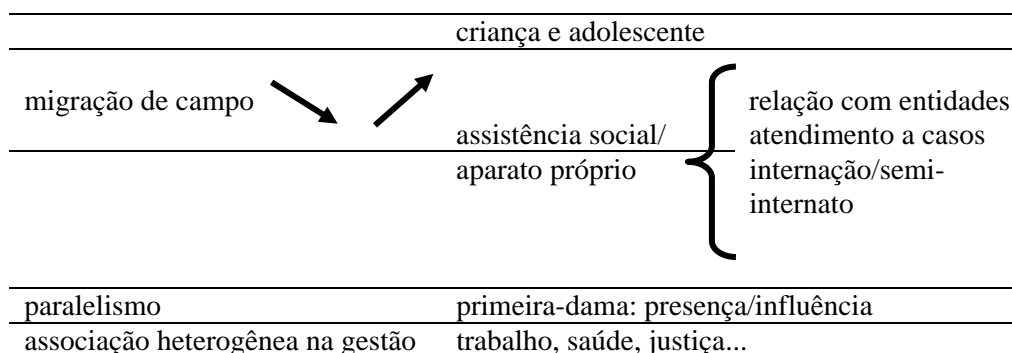 criança e adolescente
migração de campo
assistência social/
aparato próprio
relação com entidades
atendimento a casos
internação/semi-
internato
paralelismo
primeira-dama: presença/influência
associação heterogênea na gestão
trabalho, saúde, justiça...